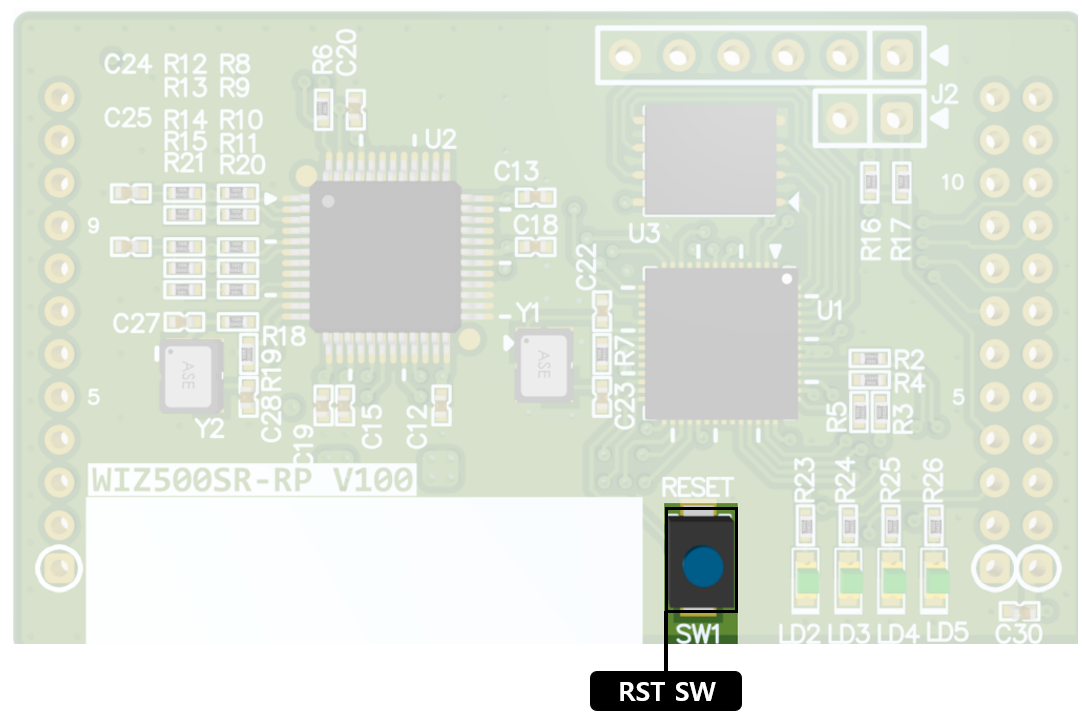 C24 R12 R8
R13 R9
C25 R14 R10
R15 R11
R21 R20
R6
C20
U2
C13
C18
J2
10
R16
R17
U3
9
C22
Y1
U1
C27
R18
R19
C28
ASE
Y2
ASE
R7
C23
R2
R4
R5
R3
5
5
C19
C15
C12
WIZ500SR-RP V100
RESET
R23
R24
R25
R26
SW1
LD2 LD3 LD4 LD5 C30
RST SW